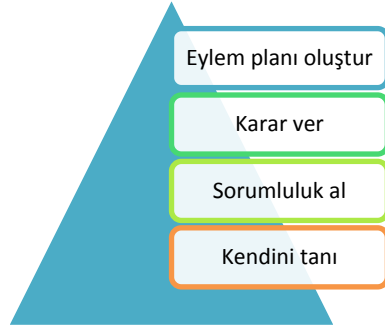 Eylem planı oluştur
Karar ver
Sorumluluk al
Kendini tanı